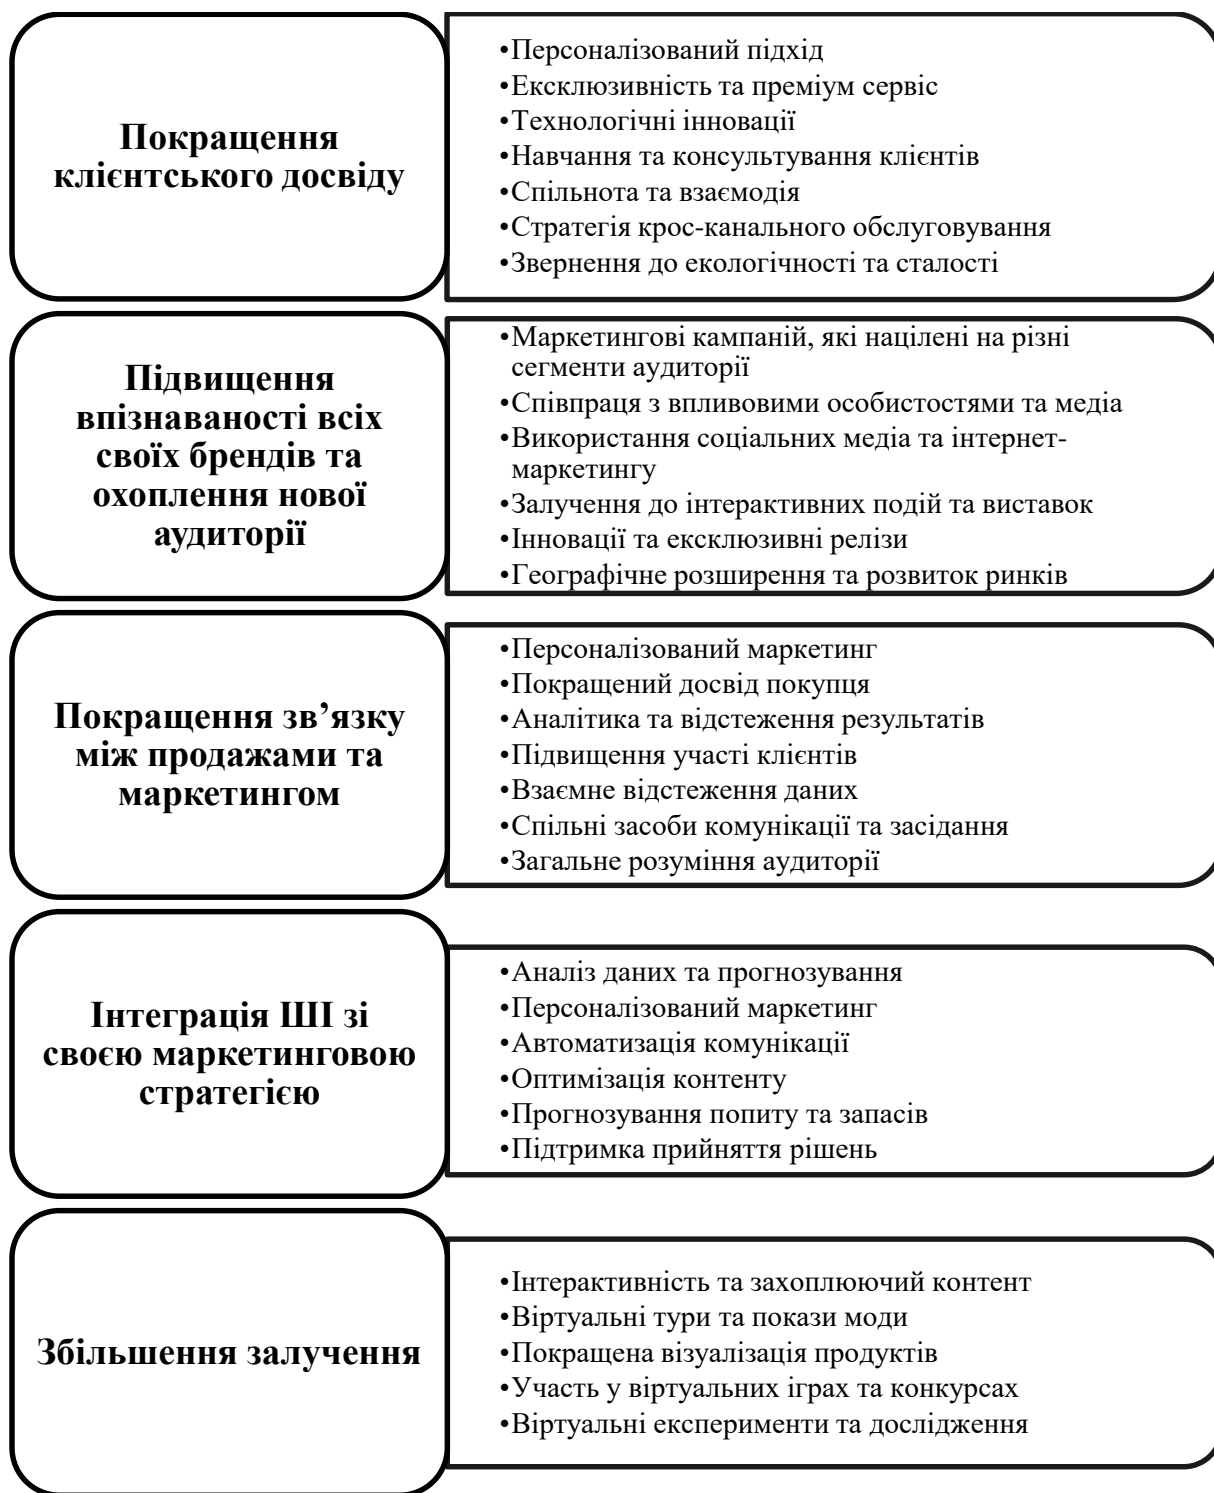 Покращення
клієнтського досвіду
•Персоналізований підхід
•Ексклюзивність та преміум сервіс
•Технологічні інновації
•Навчання та консультування клієнтів
•Спільнота та взаємодія
•Стратегія крос-канального обслуговування
•Звернення до екологічності та сталості
Підвищення
впізнаваності всіх
своїх брендів та
охоплення нової
аудиторії
•Маркетингові кампаній, які націлені на різні
сегменти аудиторії
•Співпраця з впливовими особистостями та медіа
•Використання соціальних медіа та інтернет-
маркетингу
•Залучення до інтерактивних подій та виставок
•Інновації та ексклюзивні релізи
•Географічне розширення та розвиток ринків
Покращення зв’язку
між продажами та
маркетингом
•Персоналізований маркетинг
•Покращений досвід покупця
•Аналітика та відстеження результатів
•Підвищення участі клієнтів
•Взаємне відстеження даних
•Спільні засоби комунікації та засідання
•Загальне розуміння аудиторії
Інтеграція ШІ зі
своєю маркетинговою
стратегією
•Аналіз даних та прогнозування
•Персоналізований маркетинг
•Автоматизація комунікації
•Оптимізація контенту
•Прогнозування попиту та запасів
•Підтримка прийняття рішень
Збільшення залучення
•Інтерактивність та захоплюючий контент
•Віртуальні тури та покази моди
•Покращена візуалізація продуктів
•Участь у віртуальних іграх та конкурсах
•Віртуальні експерименти та дослідження